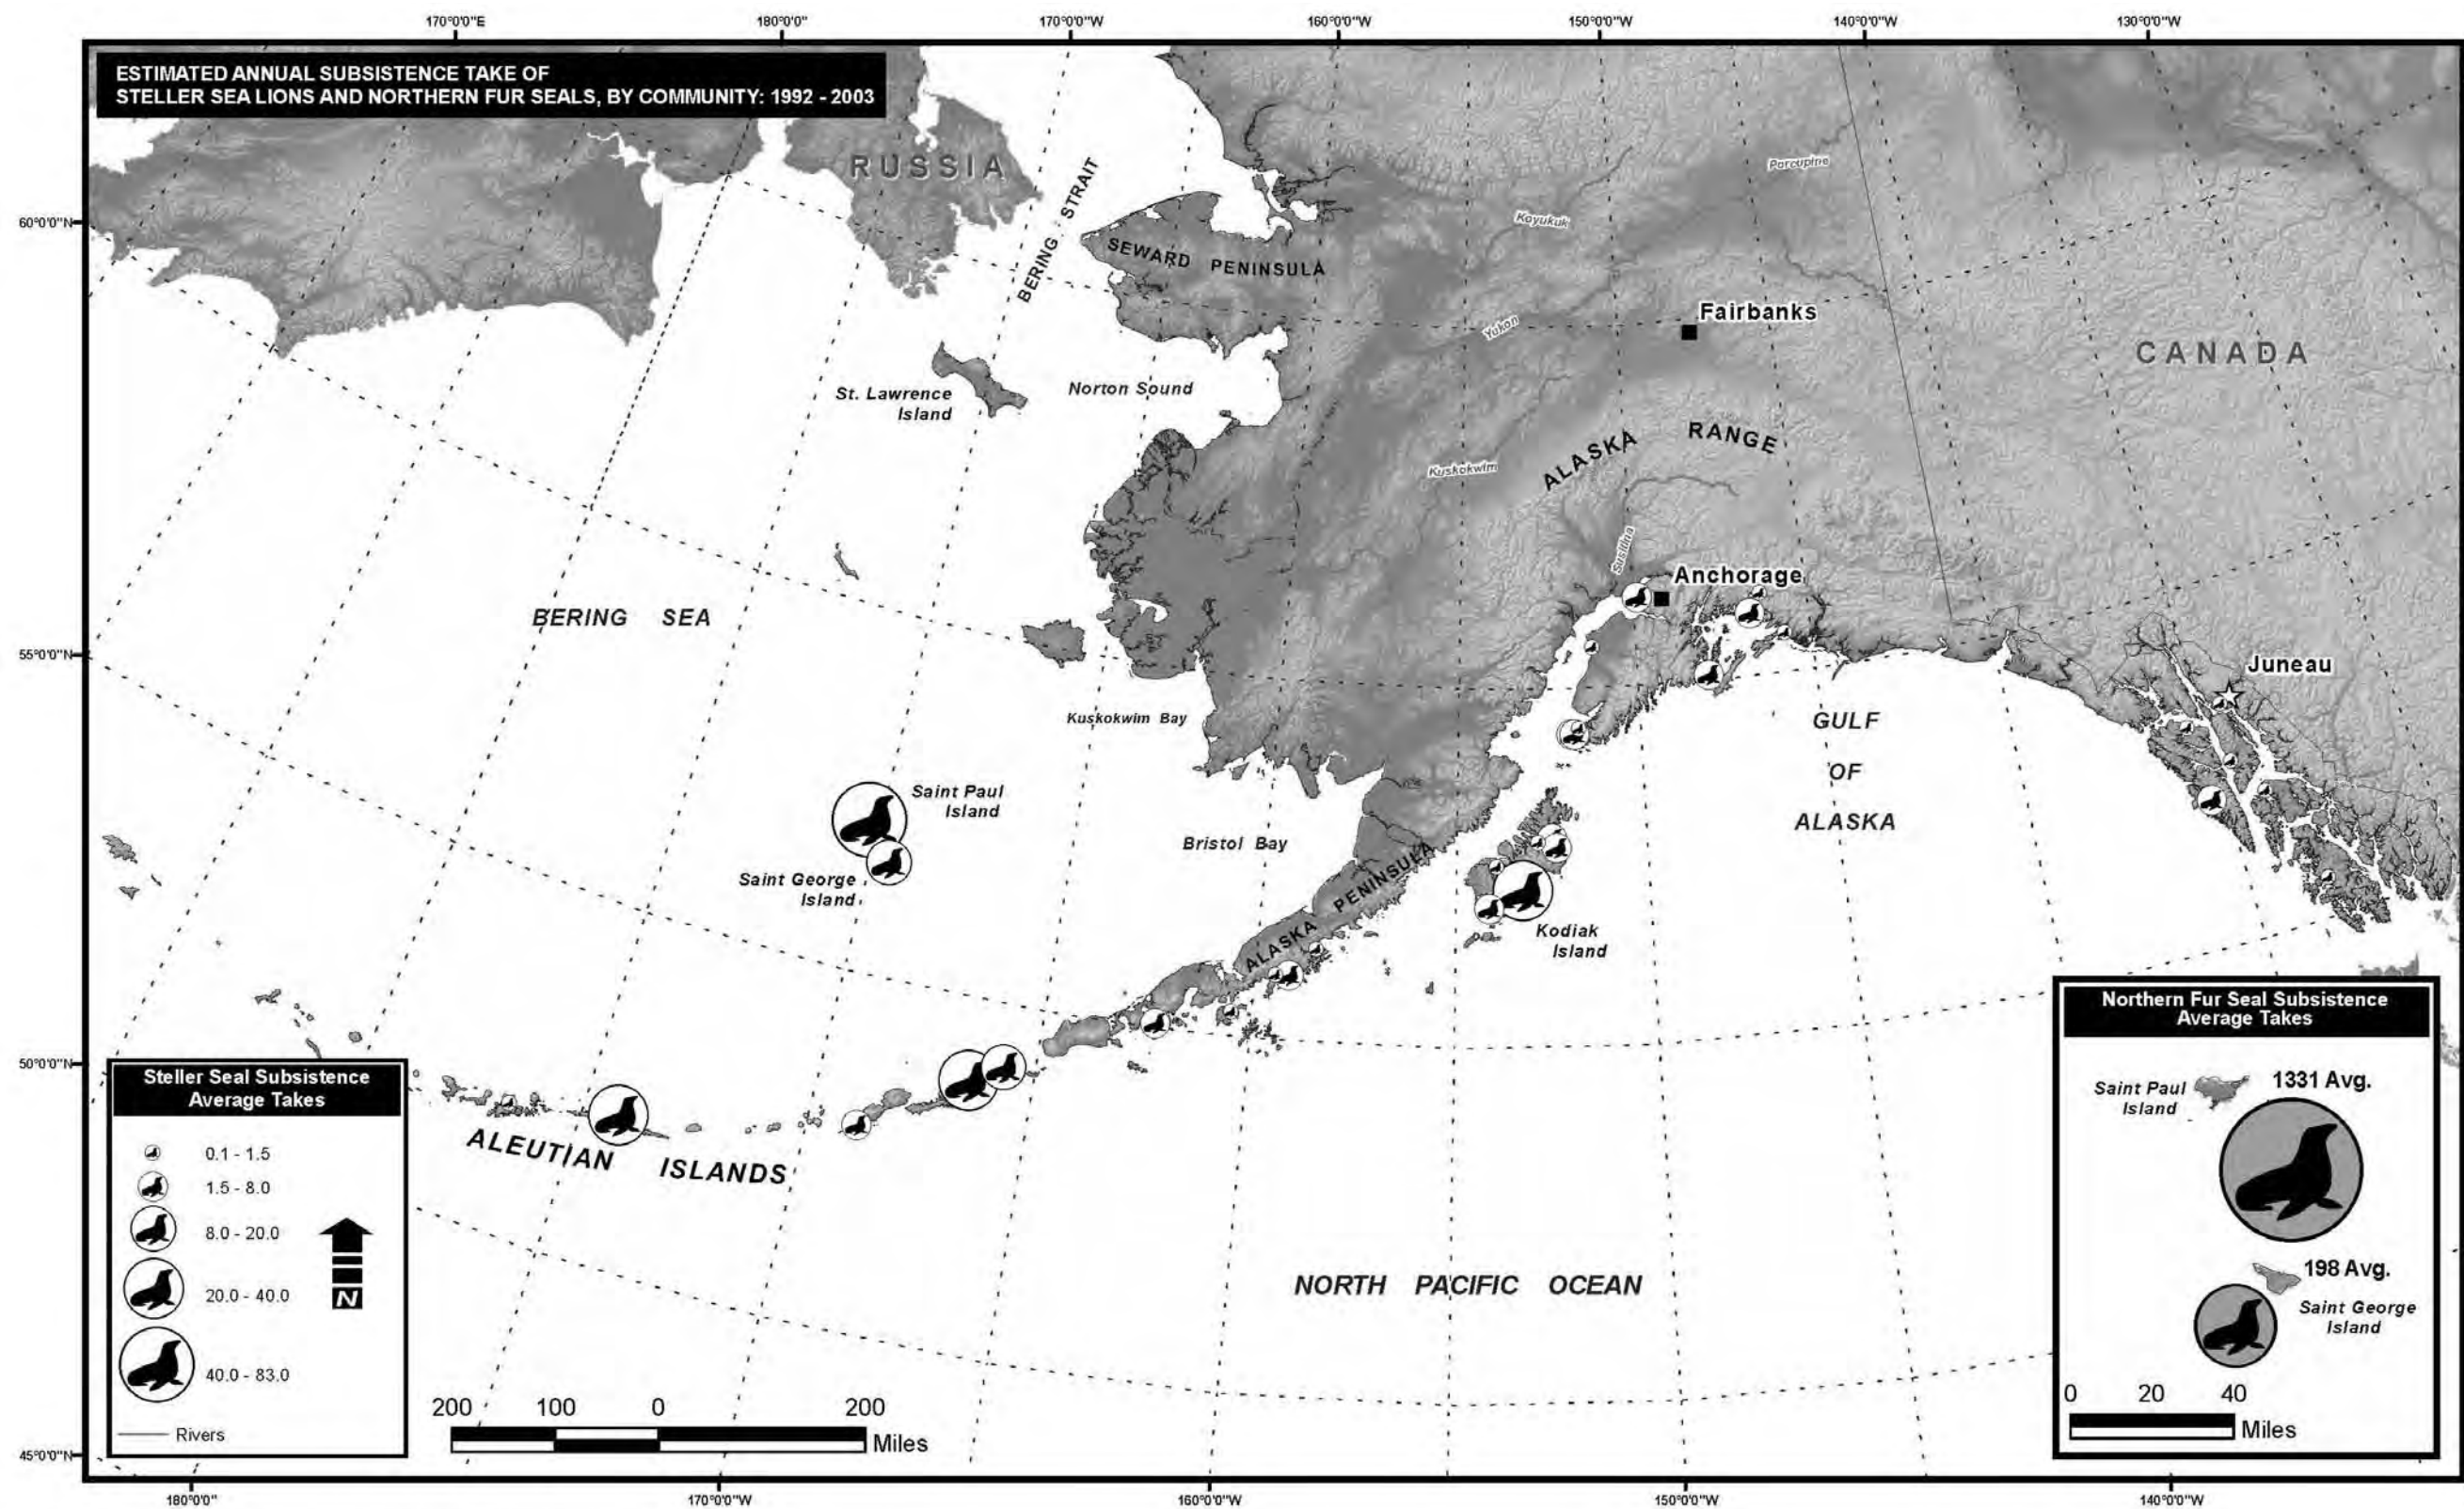 170°0'0"E
180°0'0"
170°0'0"W
160°0'0"W
150°0'0"W
140°0'0"W
130°0'0"W
ESTIMATED ANNUAL SUBSISTENCE TAKE OF
STELLER SEA LIONS AND NORTHERN FUR SEALS, BY COMMUNITY: 1992 - 2003
RUSSIA
BERING STRAIT
SEWARD PENINSULA
Porcupine
Koyukuk
60°0'0"N
Yukon
Fairbanks
CANADA
St. Lawrence
Island
Norton Sound
ALASKA RANGE
Kuskokwim
Susitna
Anchorage
BERING SEA
55°0'0"N
Juneau
Kuskokwim Bay
GULF
OF
ALASKA
Saint Paul
Island
Bristol Bay
Saint George
Island
ALASKA PENINSULA
Kodiak
Island
50°0'0"N
ALEUTIAN ISLANDS
NORTH PACIFIC OCEAN
45°0'0"N
Steller Seal Subsistence
Average Takes
0.1 - 1.5
1.5 - 8.0
8.0 - 20.0
20.0 - 40.0
40.0 - 83.0
N
Rivers
200 100 0 200
Miles
Northern Fur Seal Subsistence
Average Takes
Saint Paul
Island
1331 Avg.
198 Avg.
Saint George
Island
0 20 40
Miles
180°0'0"
170°0'0"W
160°0'0"W
150°0'0"W
140°0'0"W